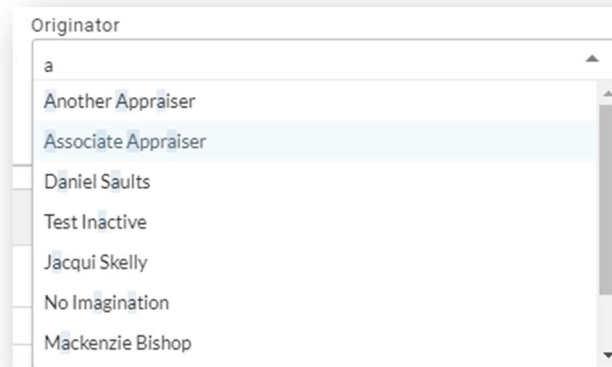 Originator
a
Another Appraiser
Associate Appraiser
Daniel Saults
Test Inactive
Jacqui Skelly
No Imagination
Mackenzie Bishop